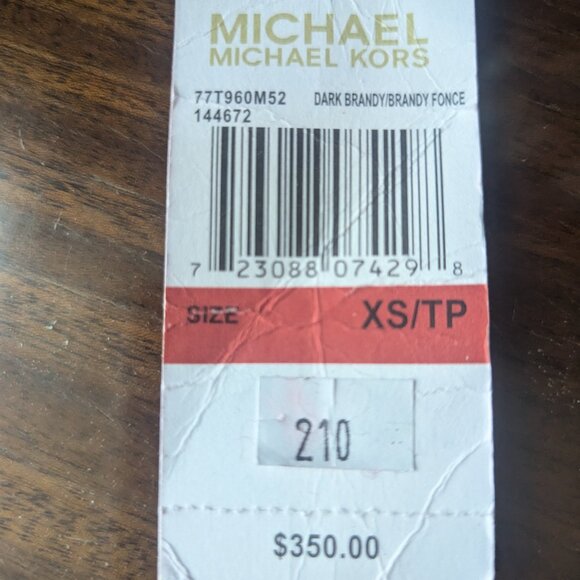 MICHAEL
MICHAEL KORS
77T960M52 DARK BRANDY/BRANDY FONCE
144672
7 23088 07429 8
SIZE XS/TP
210
$350.00